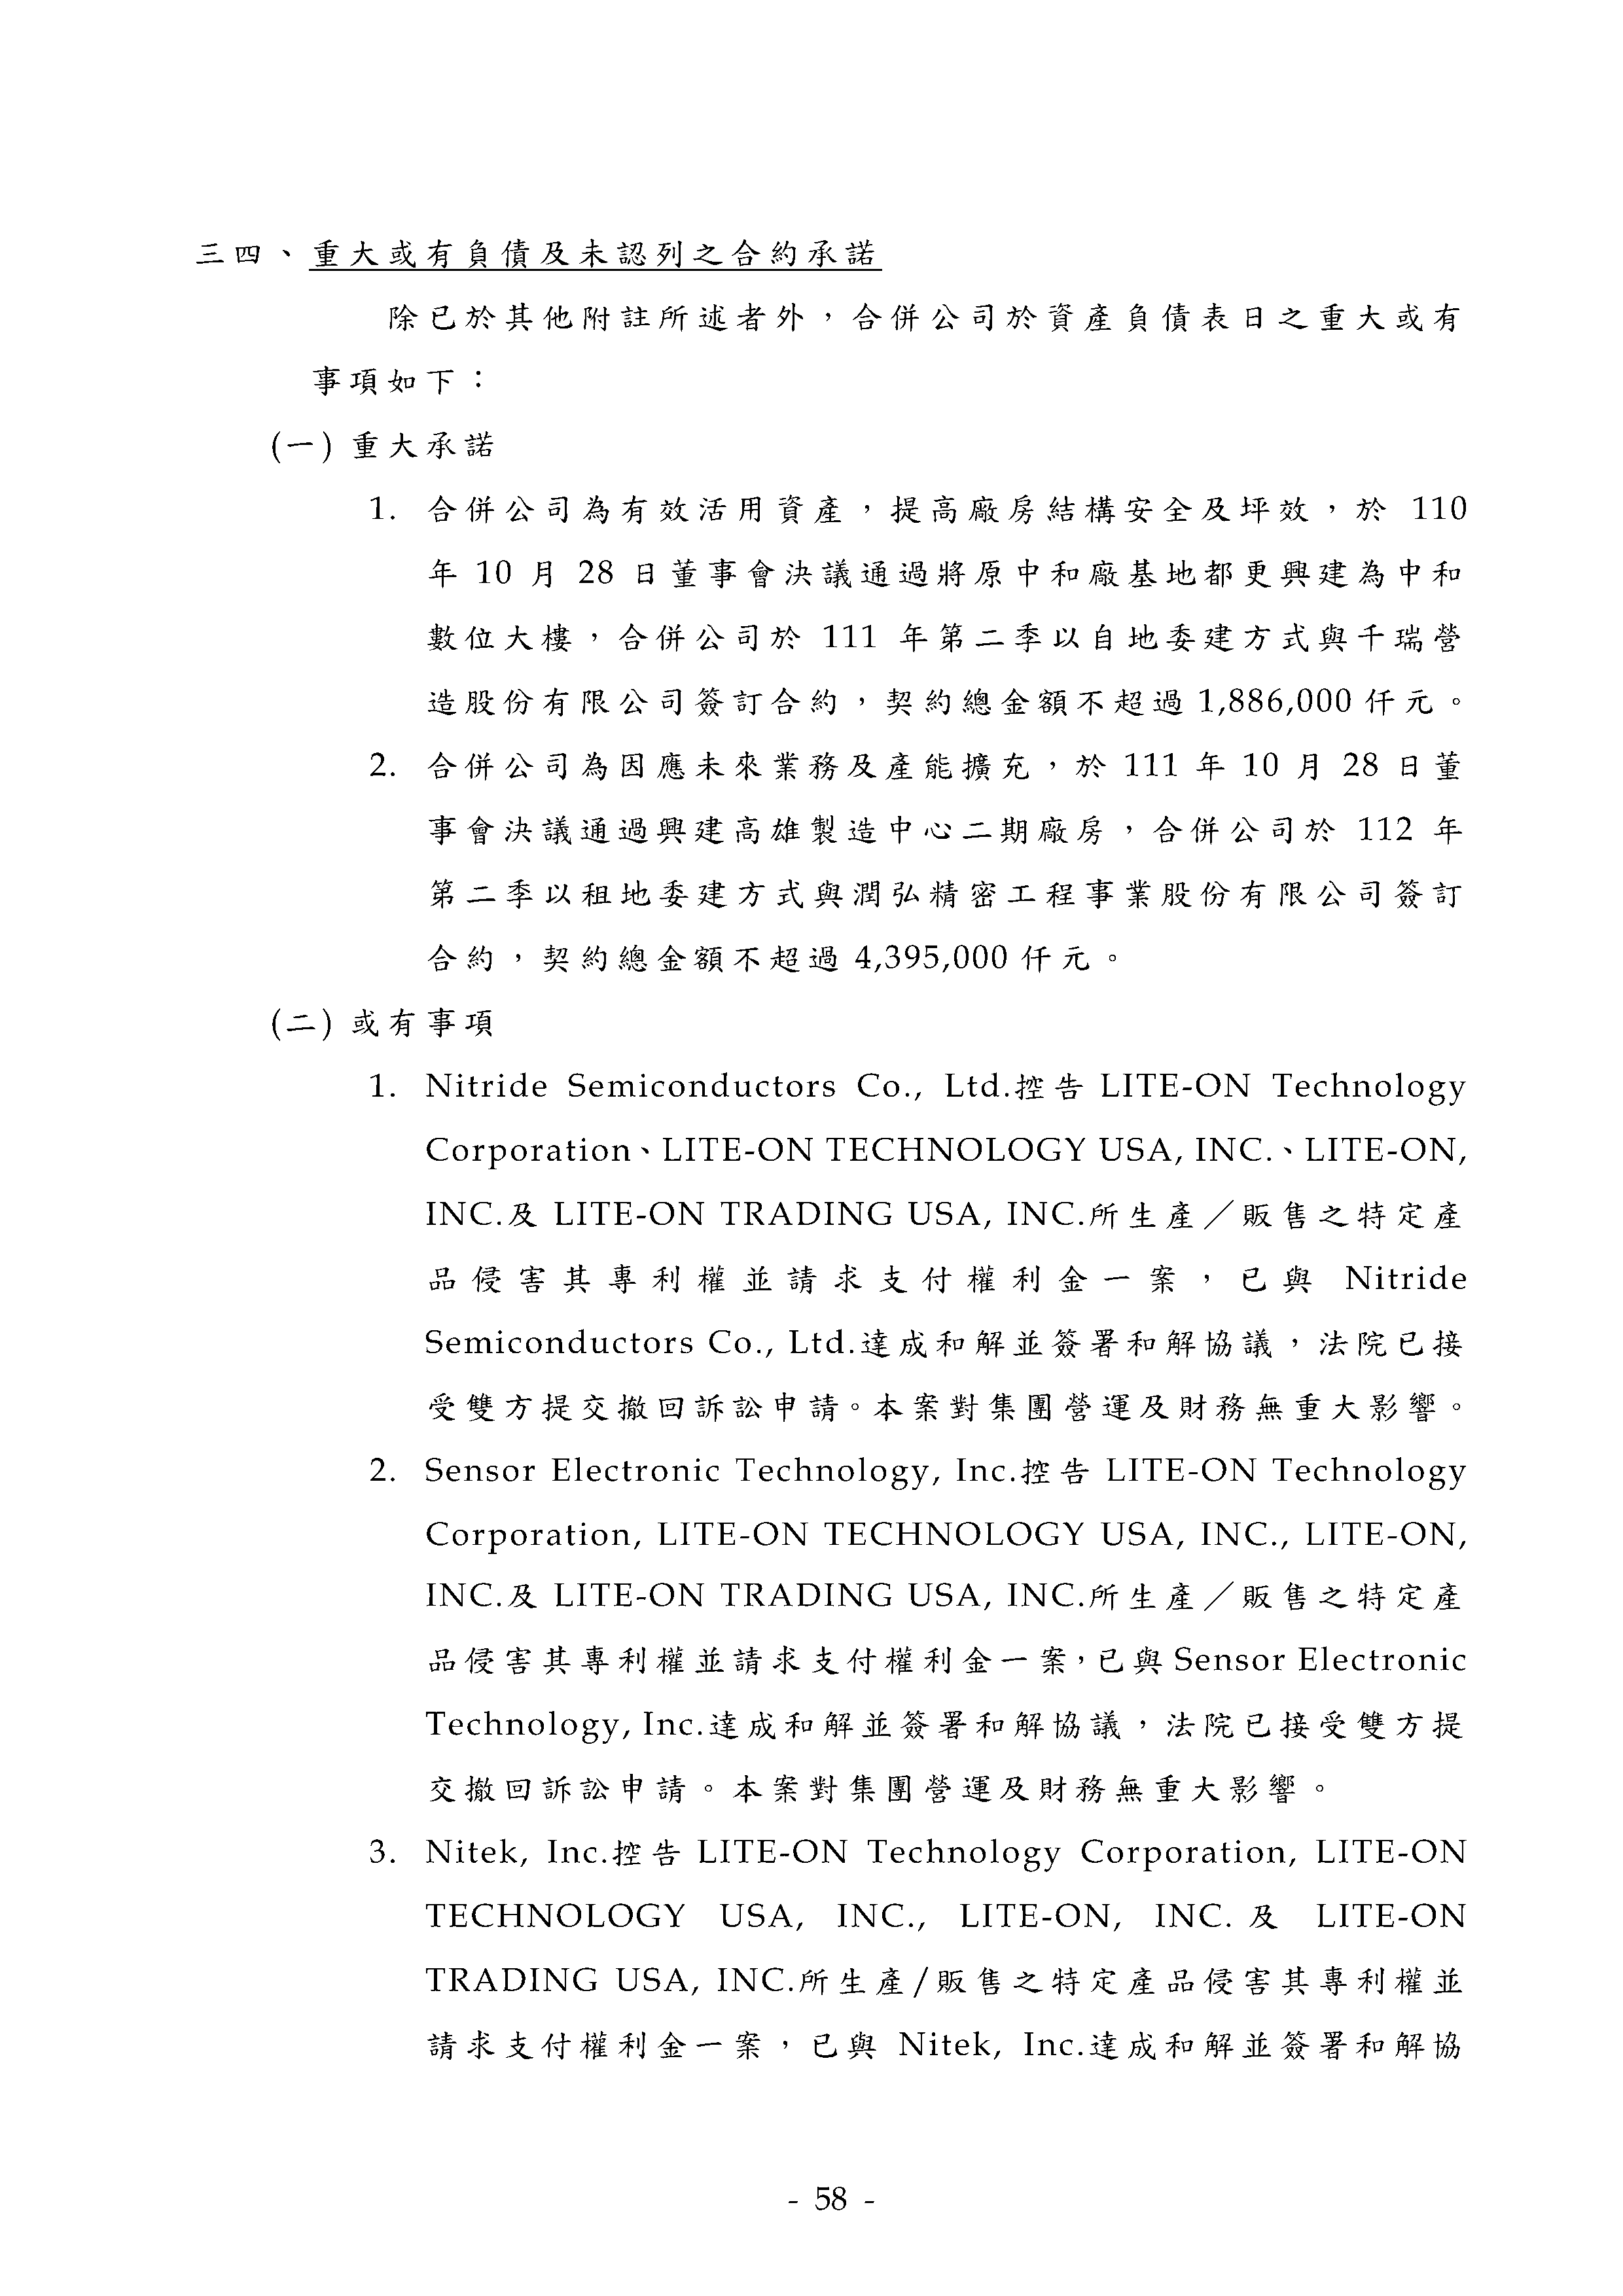 三四、重大或有負債及未認列之合約承諾
除已於其他附註所述者外，合併公司於資產負債表日之重大或有
事項如下：
(一) 重大承諾
1. 合併公司為有效活用資產，提高廠房結構安全及坪效，於 110
年 10 月 28 日董事會決議通過將原中和廠基地都更興建為中和
數位大樓，合併公司於 111 年第二季以自地委建方式與千瑞營
造股份有限公司簽訂合約，契約總金額不超過 1,886,000 仟元。
2. 合併公司為因應未來業務及產能擴充，於 111 年 10 月 28 日董
事會決議通過興建高雄製造中心二期廠房，合併公司於 112 年
第二季以租地委建方式與潤弘精密工程事業股份有限公司簽訂
合約，契約總金額不超過 4,395,000 仟元。
(二) 或有事項
1. Nitride Semiconductors Co., Ltd.控告 LITE-ON Technology
Corporation、LITE-ON TECHNOLOGY USA, INC.、LITE-ON,
INC.及 LITE-ON TRADING USA, INC.所生產／販售之特定產
品侵害其專利權並請求支付權利金一案，已與 Nitride
Semiconductors Co., Ltd.達成和解並簽署和解協議，法院已接
受雙方提交撤回訴訟申請。本案對集團營運及財務無重大影響。
2. Sensor Electronic Technology, Inc.控告 LITE-ON Technology
Corporation, LITE-ON TECHNOLOGY USA, INC., LITE-ON,
INC.及 LITE-ON TRADING USA, INC.所生產／販售之特定產
品侵害其專利權並請求支付權利金一案，已與 Sensor Electronic
Technology, Inc.達成和解並簽署和解協議，法院已接受雙方提
交撤回訴訟申請。本案對集團營運及財務無重大影響。
3. Nitek, Inc.控告 LITE-ON Technology Corporation, LITE-ON
TECHNOLOGY USA, INC., LITE-ON, INC. 及 LITE-ON
TRADING USA, INC.所生產/販售之特定產品侵害其專利權並
請求支付權利金一案，已與 Nitek, Inc.達成和解並簽署和解協
- 58 -